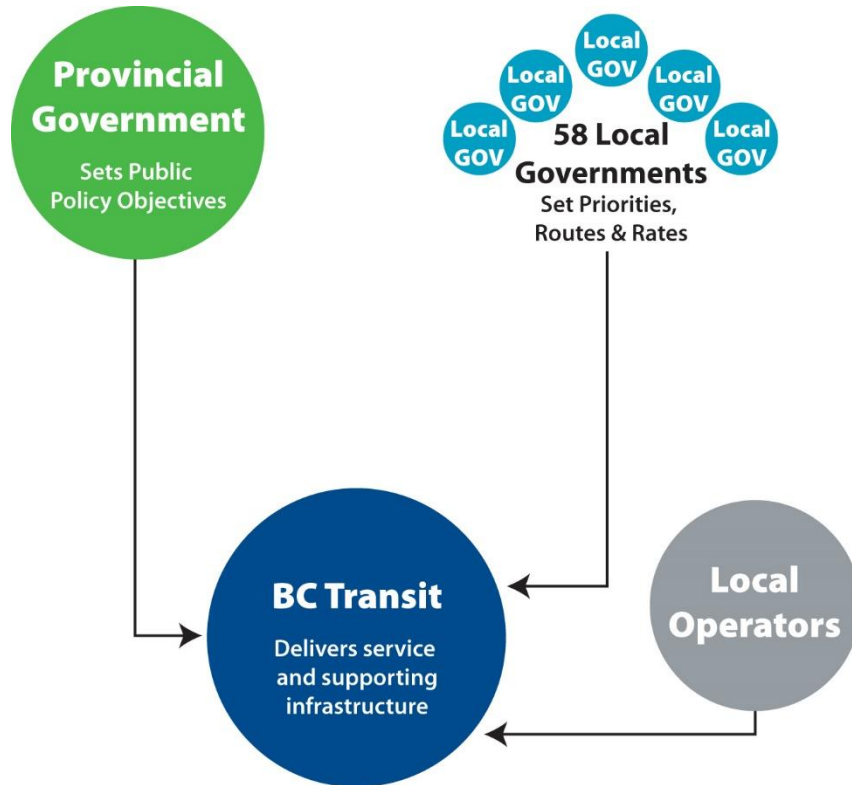 Provincial
Government
Sets Public
Policy Objectives
Local
GOV
Local
GOV
Local
GOV
Local
GOV
Local
GOV
58 Local
Governments
Set Priorities,
Routes & Rates
BC Transit
Delivers service
and supporting
infrastructure
Local
Operators